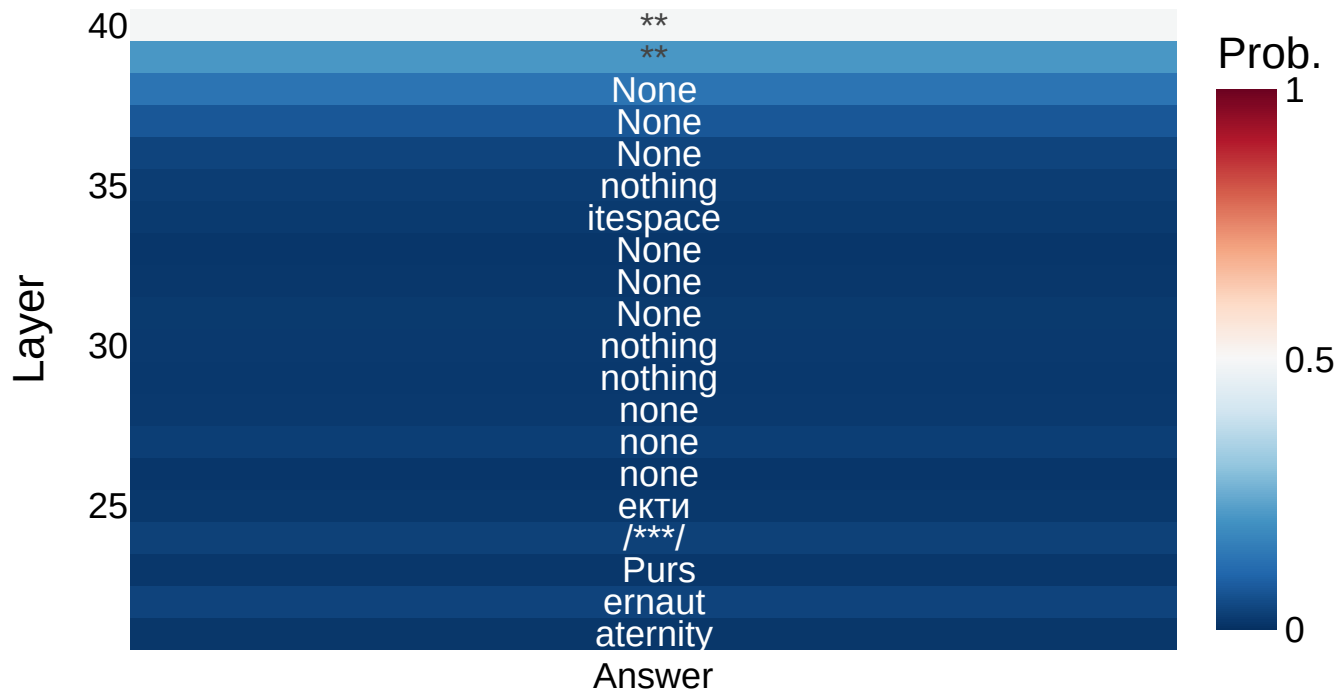 40
**
**
None
None
None
35
nothing
itespace
None
None
None
30
nothing
nothing
none
none
none
25
екти
/***/
Purs
ernaut
aternity
Layer
Answer
Prob.
1
0.5
0